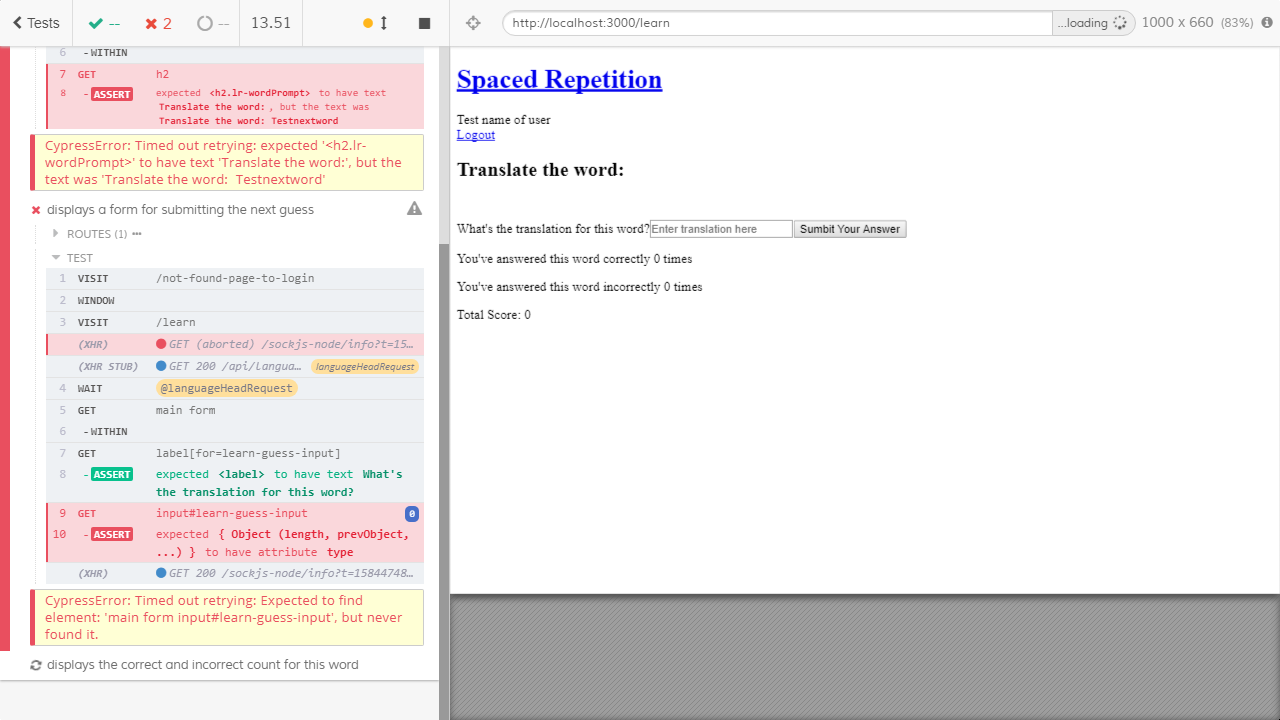 Tests
--
2
--
13.51
http://localhost:3000/learn
...loading
1000 x 660 (83%)
6 -WITHIN
7 GET h2
8 -ASSERT expected <h2.lr-wordPrompt> to have text
Translate the word: , but the text was
Translate the word: Testnextword
CypressError: Timed out retrying: expected '<h2.lr-
wordPrompt>' to have text 'Translate the word:', but the
text was 'Translate the word:  Testnextword'
displays a form for submitting the next guess
ROUTES (1)
TEST
1 VISIT /not-found-page-to-login
2 WINDOW
3 VISIT /learn
(XHR) GET (aborted) /sockjs-node/info?t=15...
(XHR STUB) GET 200 /api/langua... languageHeadRequest
4 WAIT @languageHeadRequest
5 GET main form
6 -WITHIN
7 GET label[for=learn-guess-input]
8 -ASSERT expected <label> to have text What's
the translation for this word?
9 GET input#learn-guess-input 0
10 -ASSERT expected { Object (length, prevObject,
...) } to have attribute type
(XHR) GET 200 /sockjs-node/info?t=15844748...
CypressError: Timed out retrying: Expected to find
element: 'main form input#learn-guess-input', but never
found it.
displays the correct and incorrect count for this word
Spaced Repetition
Test name of user
Logout
Translate the word:
What's the translation for this word? Enter translation here Sumbit Your Answer
You've answered this word correctly 0 times
You've answered this word incorrectly 0 times
Total Score: 0